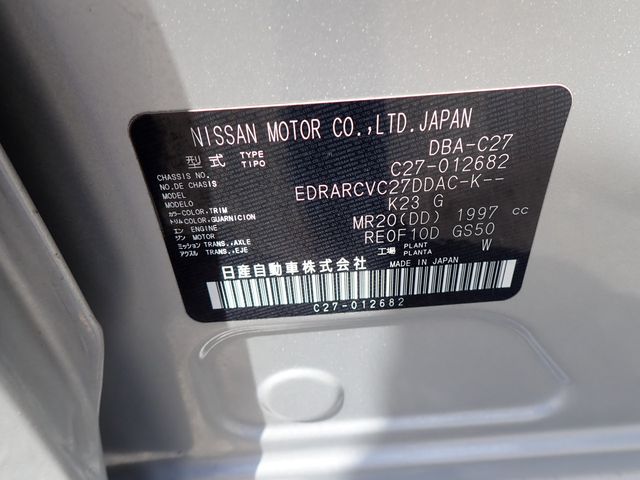 NISSAN MOTOR CO.,LTD.JAPAN
型式 TYPE TIPO DBA-C27
CHASSIS NO. NO.DE CHASIS C27-012682
MODEL MODELO EDRARCVC27DDAC-K--
カラー COLOR,TRIM トリム COLOR,GUARNICION K23 G
エンジン ENGINE MOTOR MR20(DD) 1997 cc
ミッション TRANS.,AXLE アクスル TRANS.,EJE RE0F10D GS50
工場 PLANT PLANTA W
日産自動車株式会社 MADE IN JAPAN
C27-012682